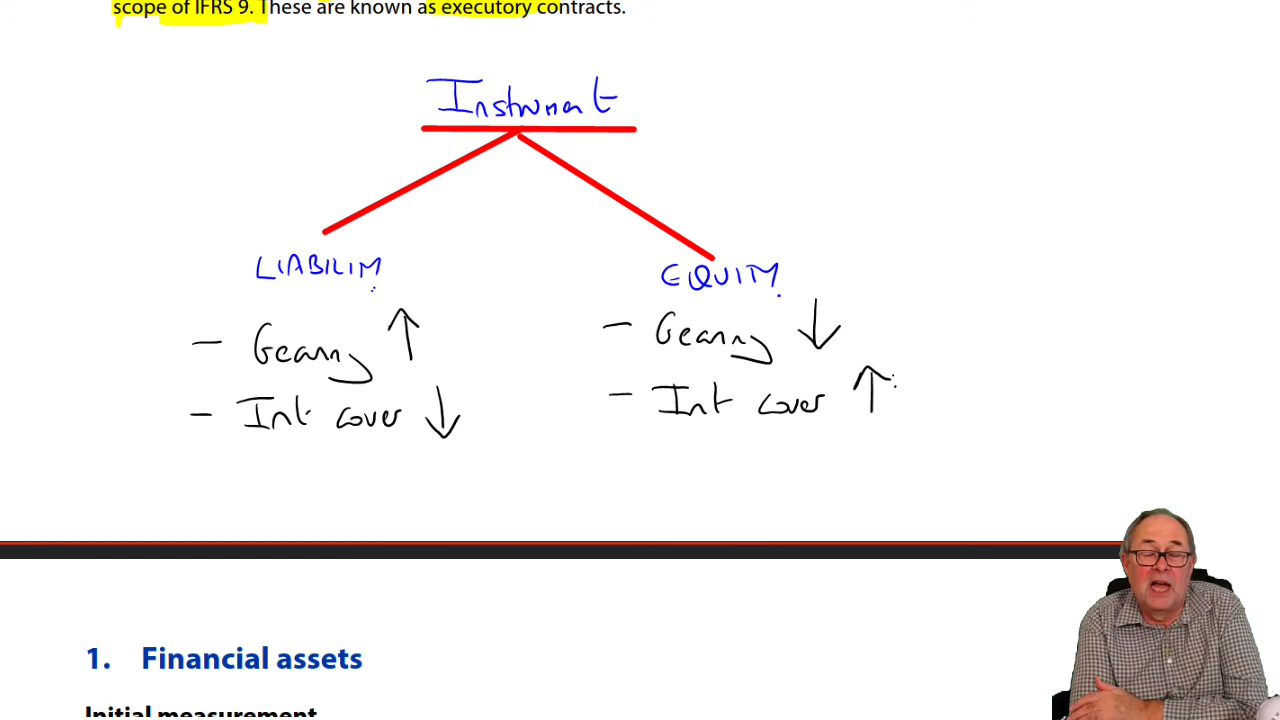 scope of IFRS 9. These are known as executory contracts.
Instrument
LIABILITY
EQUITY
- Gearing ↑
- Gearing ↓
- Int cover ↓
- Int cover ↑
1. Financial assets
Initial measurement